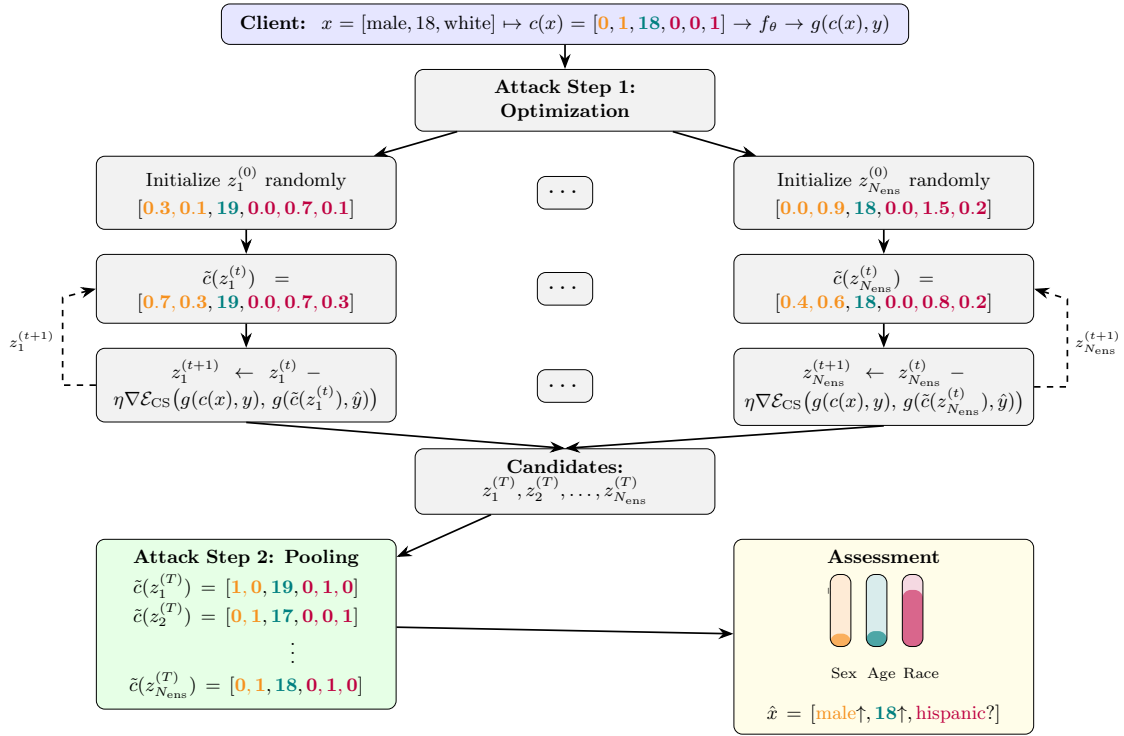 Client: x = [male, 18, white] ↦ c(x) = [0, 1, 18, 0, 0, 1] → f_θ → g(c(x), y)
Attack Step 1:
Optimization
Initialize z_1^{(0)} randomly
[0.3, 0.1, 19, 0.0, 0.7, 0.1]
···
Initialize z_{N_ens}^{(0)} randomly
[0.0, 0.9, 18, 0.0, 1.5, 0.2]
c̃(z_1^{(t)}) =
[0.7, 0.3, 19, 0.0, 0.7, 0.3]
···
c̃(z_{N_ens}^{(t)}) =
[0.4, 0.6, 18, 0.0, 0.8, 0.2]
z_1^{(t+1)}
z_{N_ens}^{(t+1)}
z_1^{(t+1)} ← z_1^{(t)} −
η∇ℰ_CS(g(c(x), y), g(c̃(z_1^{(t)}), ŷ))
···
z_{N_ens}^{(t+1)} ← z_{N_ens}^{(t)} −
η∇ℰ_CS(g(c(x), y), g(c̃(z_{N_ens}^{(t)}), ŷ))
Candidates:
z_1^{(T)}, z_2^{(T)}, ..., z_{N_ens}^{(T)}
Attack Step 2: Pooling
c̃(z_1^{(T)}) = [1, 0, 19, 0, 1, 0]
c̃(z_2^{(T)}) = [0, 1, 17, 0, 0, 1]
⋮
c̃(z_{N_ens}^{(T)}) = [0, 1, 18, 0, 1, 0]
Assessment
Sex Age Race
x̂ = [male↑, 18↑, hispanic?]